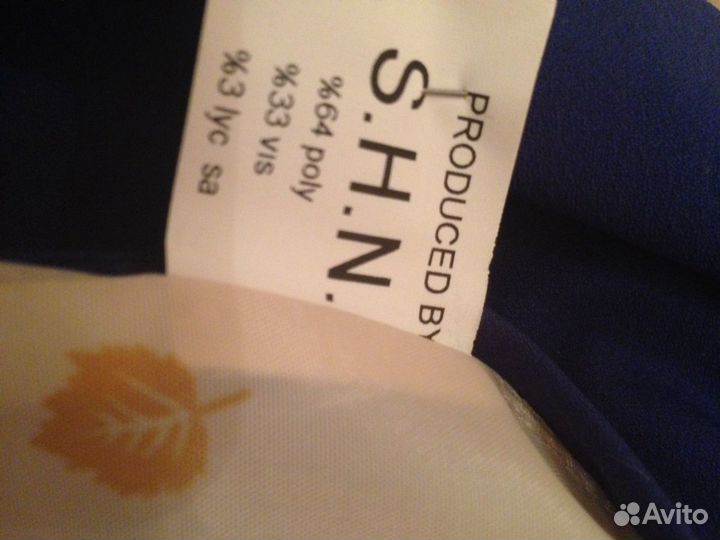 PRODUCED BY
S.H.N.
%64 poly
%33 vis
%3 lyc sa
Avito